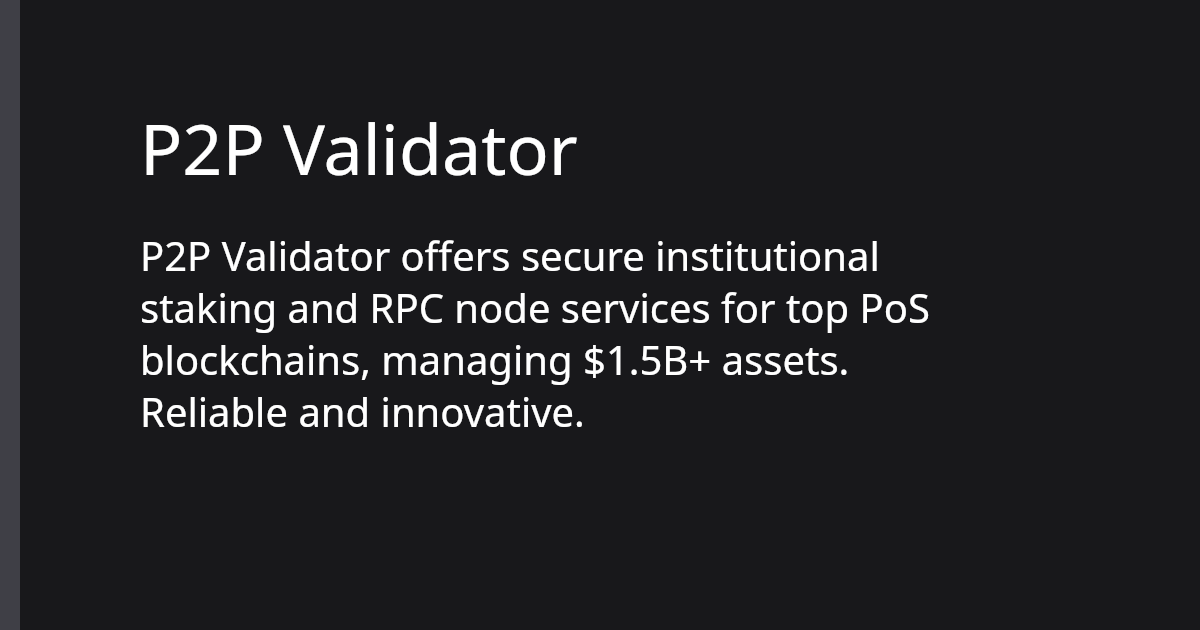 P2P Validator
P2P Validator offers secure institutional
staking and RPC node services for top PoS
blockchains, managing $1.5B+ assets.
Reliable and innovative.